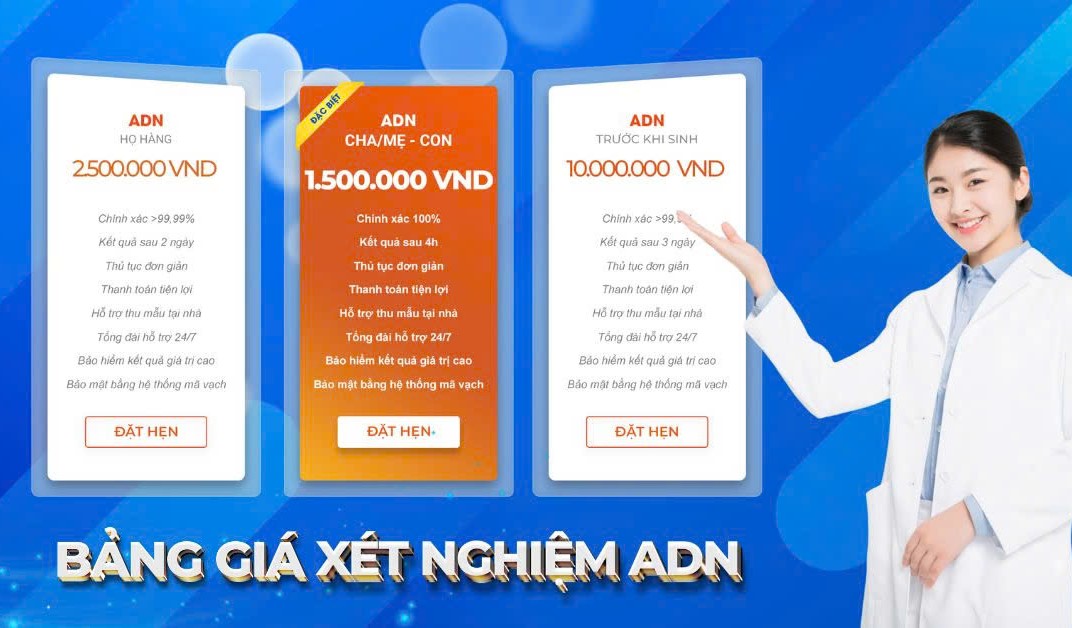 ADN
HỌ HÀNG
2.500.000 VND
Chính xác >99,99%
Kết quả sau 2 ngày
Thủ tục đơn giản
Thanh toán tiện lợi
Hỗ trợ thu mẫu tại nhà
Tổng đài hỗ trợ 24/7
Bảo hiểm kết quả giá trị cao
Bảo mật bằng hệ thống mã vạch
ĐẶT HẸN
ĐẶC BIỆT
ADN
CHA/MẸ - CON
1.500.000 VND
Chính xác 100%
Kết quả sau 4h
Thủ tục đơn giản
Thanh toán tiện lợi
Hỗ trợ thu mẫu tại nhà
Tổng đài hỗ trợ 24/7
Bảo hiểm kết quả giá trị cao
Bảo mật bằng hệ thống mã vạch
ĐẶT HẸN
ADN
TRƯỚC KHI SINH
10.000.000 VND
Chính xác >99,
Kết quả sau 3 ngày
Thủ tục đơn giản
Thanh toán tiện lợi
Hỗ trợ thu mẫu tại nhà
Tổng đài hỗ trợ 24/7
Bảo hiểm kết quả giá trị cao
Bảo mật bằng hệ thống mã vạch
ĐẶT HẸN
BẢNG GIÁ XÉT NGHIỆM ADN